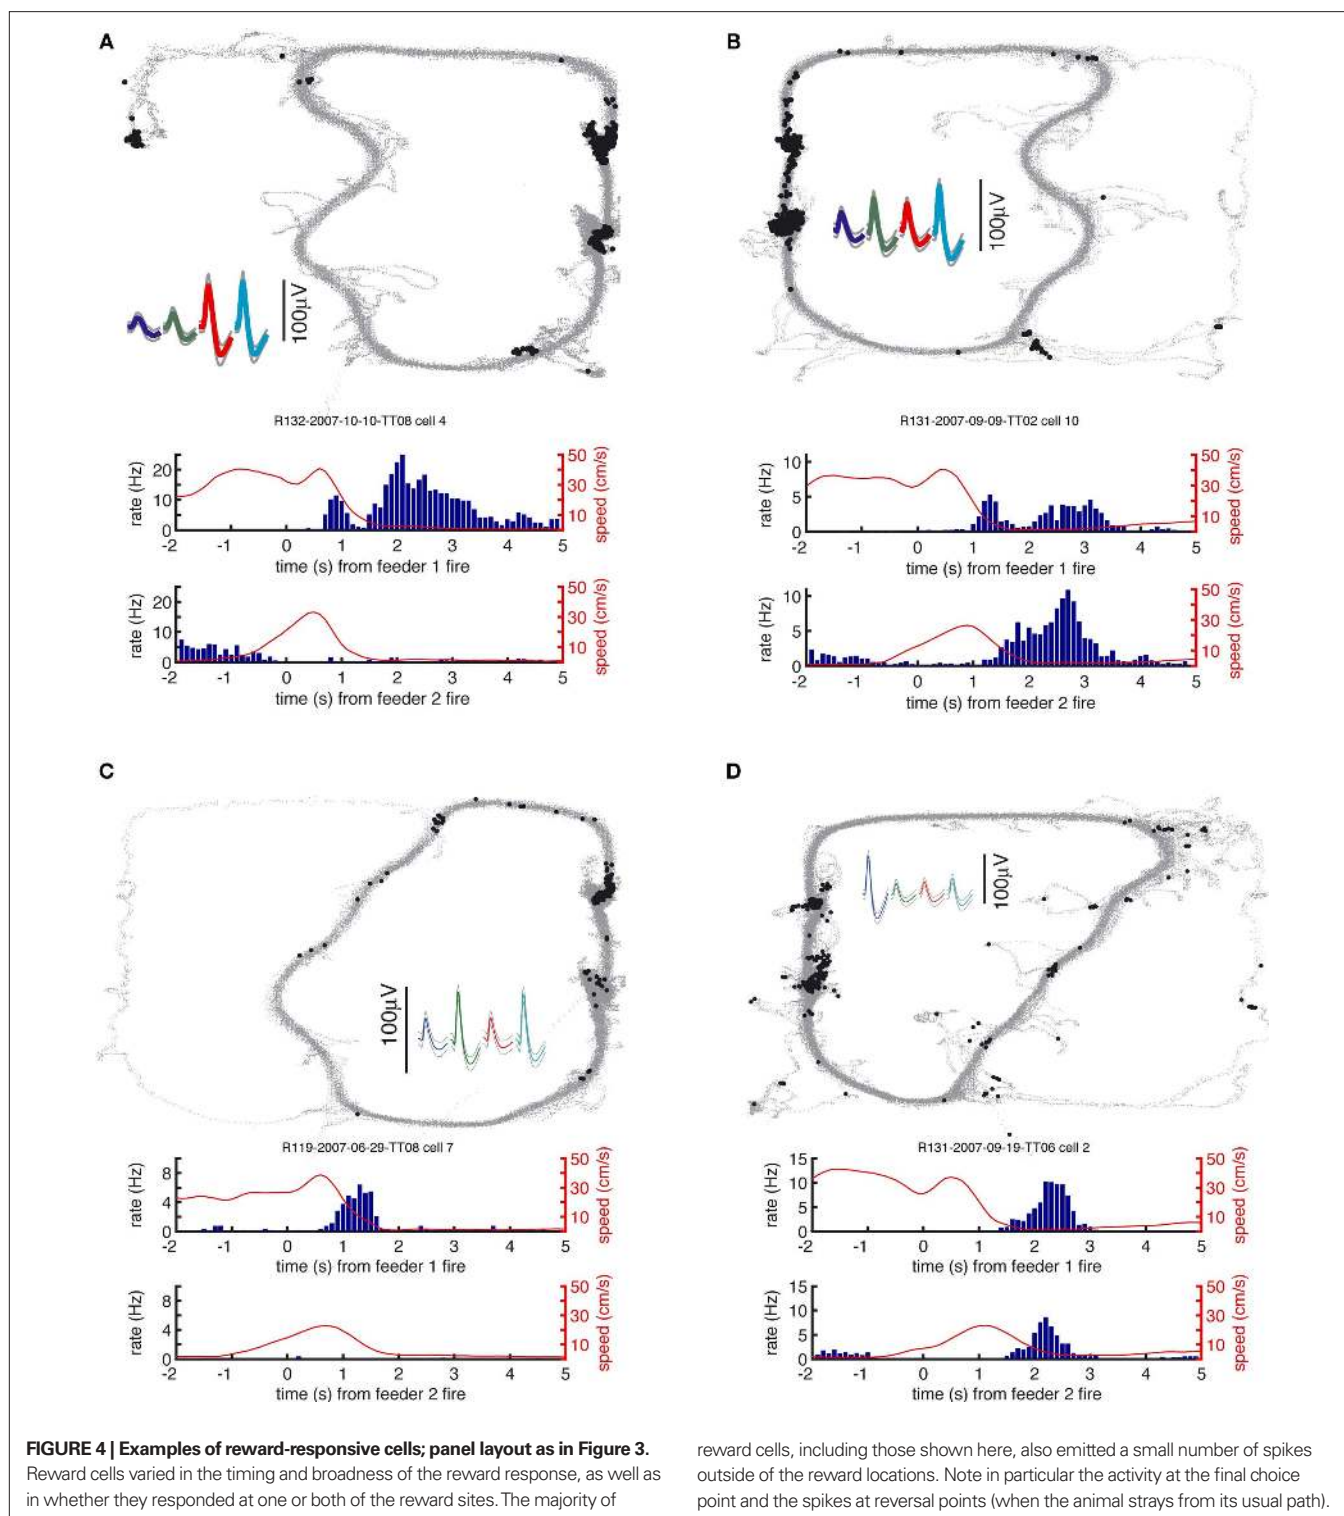 A
100µV
R132-2007-10-10-TT08 cell 4
rate (Hz)
20
10
0
50
30
10
speed (cm/s)
-2 -1 0 1 2 3 4 5
time (s) from feeder 1 fire
rate (Hz)
20
10
0
50
30
10
speed (cm/s)
-2 -1 0 1 2 3 4 5
time (s) from feeder 2 fire
B
100µV
R131-2007-09-09-TT02 cell 10
rate (Hz)
10
5
0
50
30
10
speed (cm/s)
-2 -1 0 1 2 3 4 5
time (s) from feeder 1 fire
rate (Hz)
10
5
0
50
30
10
speed (cm/s)
-2 -1 0 1 2 3 4 5
time (s) from feeder 2 fire
C
100µV
R119-2007-06-29-TT08 cell 7
rate (Hz)
8
4
0
50
30
10
speed (cm/s)
-2 -1 0 1 2 3 4 5
time (s) from feeder 1 fire
rate (Hz)
8
4
0
50
30
10
speed (cm/s)
-2 -1 0 1 2 3 4 5
time (s) from feeder 2 fire
D
100µV
R131-2007-09-19-TT06 cell 2
rate (Hz)
15
10
5
0
50
30
10
speed (cm/s)
-2 -1 0 1 2 3 4 5
time (s) from feeder 1 fire
rate (Hz)
15
10
5
0
50
30
10
speed (cm/s)
-2 -1 0 1 2 3 4 5
time (s) from feeder 2 fire
FIGURE 4 | Examples of reward-responsive cells; panel layout as in Figure 3.
Reward cells varied in the timing and broadness of the reward response, as well as
in whether they responded at one or both of the reward sites. The majority of
reward cells, including those shown here, also emitted a small number of spikes
outside of the reward locations. Note in particular the activity at the final choice
point and the spikes at reversal points (when the animal strays from its usual path).